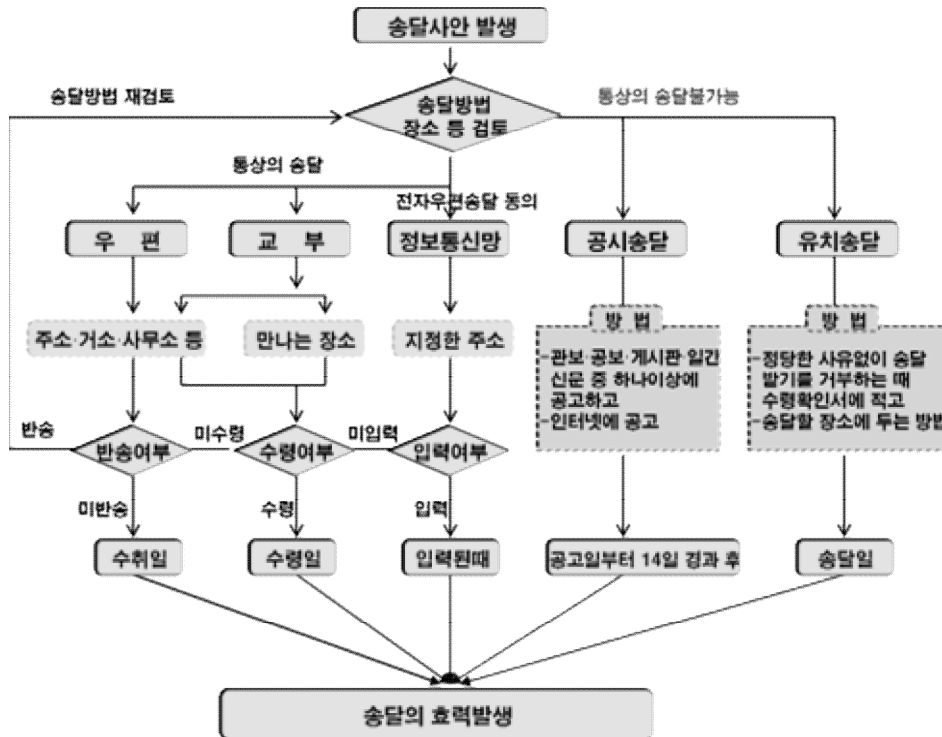 송달사안 발생
송달방법 재검토
통상의 송달불가능
송달방법
장소 등 검토
통상의 송달
전자우편송달 동의
우 편
교 부
정보통신망
공시송달
유치송달
주소·거소·사무소 등
만나는 장소
지정한 주소
방 법
-관보·공보·게시판·일간
신문 중 하나이상에
공고하고
-인터넷에 공고
방 법
-정당한 사유없이 송달
받기를 거부하는 때
수령확인서에 적고
-송달할 장소에 두는 방법
반송
미수령
미입력
반송여부
수령여부
입력여부
미반송
수령
입력
수취일
수령일
입력된때
공고일부터 14일 경과 후
송달일
송달의 효력발생